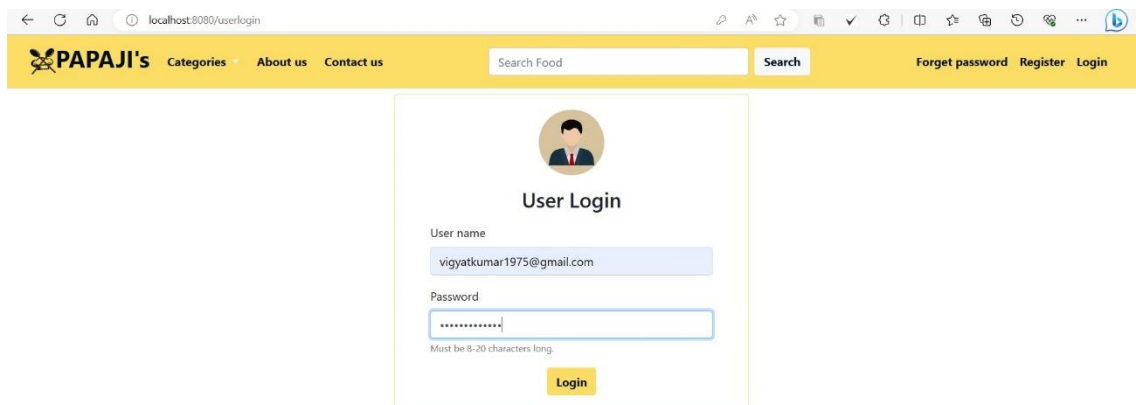 localhost:8080/userlogin
PAPAJI's Categories About us Contact us Search Food Search Forget password Register Login
User Login
User name
vigyatkumar1975@gmail.com
Password
•••••••••••••
Must be 8-20 characters long.
Login